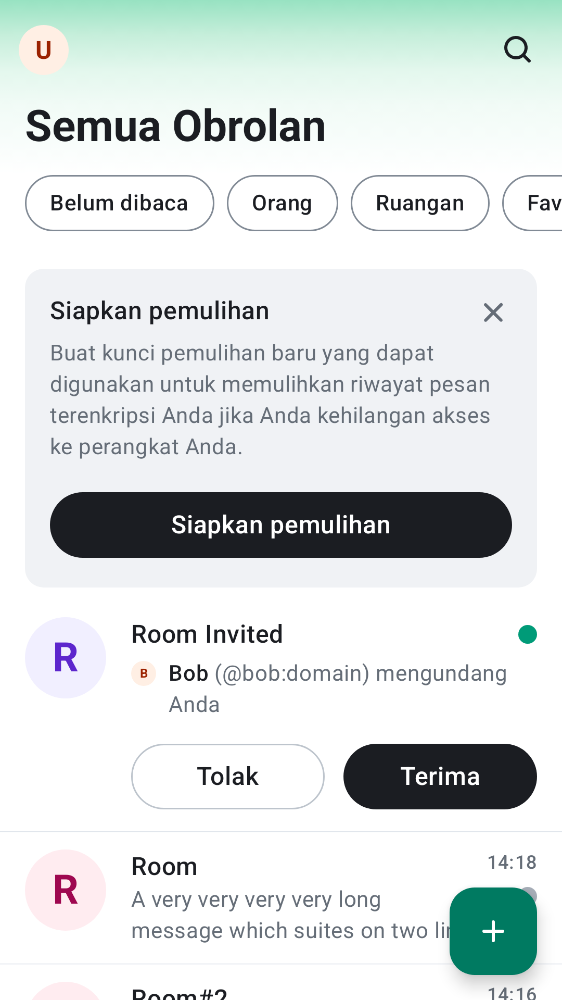 U
Semua Obrolan
Belum dibaca
Orang
Ruangan
Fav
Siapkan pemulihan
Buat kunci pemulihan baru yang dapat
digunakan untuk memulihkan riwayat pesan
terenkripsi Anda jika Anda kehilangan akses
ke perangkat Anda.
Siapkan pemulihan
R
Room Invited
B
Bob (@bob:domain) mengundang
Anda
Tolak
Terima
R
Room
14:18
A very very very very long
message which suites on two
Room#2
14:16